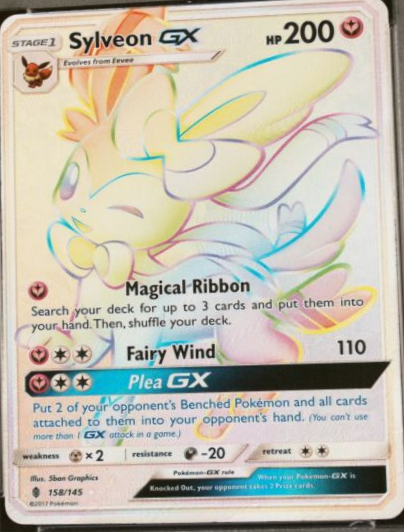 STAGE 1 Sylveon GX HP 200
Evolves from Eevee
Magical Ribbon
Search your deck for up to 3 cards and put them into
your hand. Then, shuffle your deck.
Fairy Wind 110
Plea GX
Put 2 of your opponent's Benched Pokémon and all cards
attached to them into your opponent's hand. (You can't use
more than 1 GX attack in a game.)
weakness ×2 resistance -20 retreat
Illus. 5ban Graphics
Pokémon-GX rule
When your Pokémon-GX is
Knocked Out, your opponent takes 2 Prize cards.
158/145
©2017 Pokémon